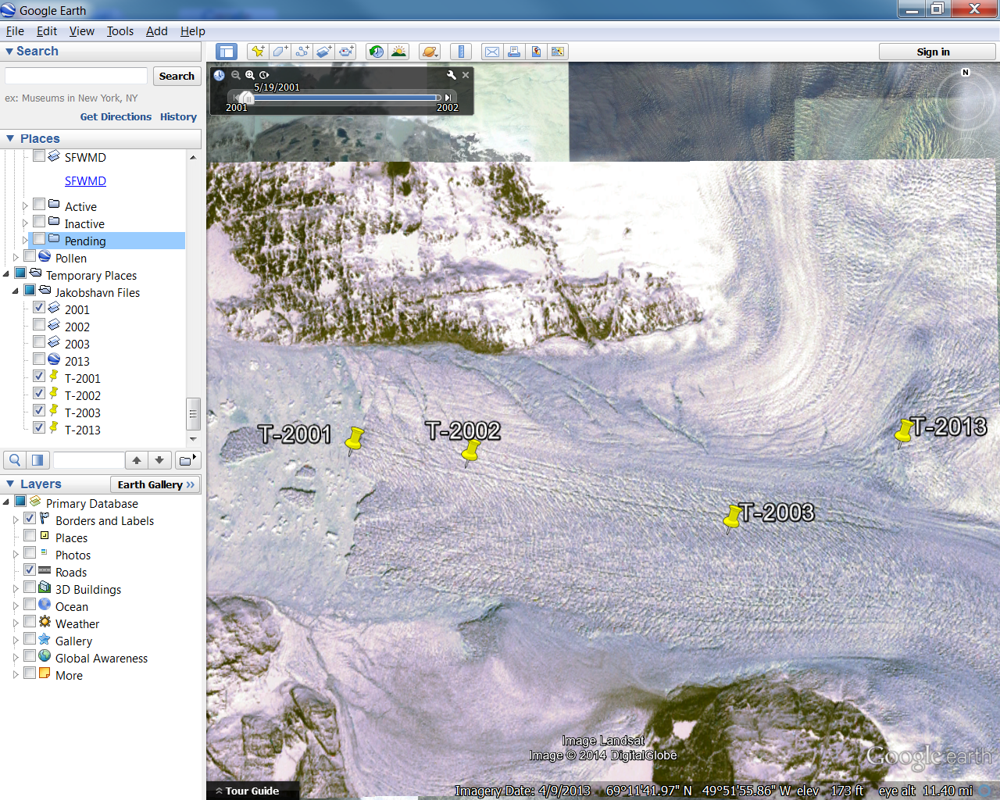 Google Earth
File Edit View Tools Add Help
Search
Search
ex: Museums in New York, NY
Get Directions History
Places
SFWMD
SFWMD
Active
Inactive
Pending
Pollen
Temporary Places
Jakobshavn Files
2001
2002
2003
2013
T-2001
T-2002
T-2003
T-2013
Layers
Earth Gallery »
Primary Database
Borders and Labels
Places
Photos
Roads
3D Buildings
Ocean
Weather
Gallery
Global Awareness
More
Sign in
5/19/2001
2001 2002
N
T-2001
T-2002
T-2013
T-2003
Image Landsat
Image © 2014 DigitalGlobe
Google earth
Tour Guide
Imagery Date: 4/9/2013 69°11'41.97" N 49°51'55.86" W elev 173 ft eye alt 11.40 mi